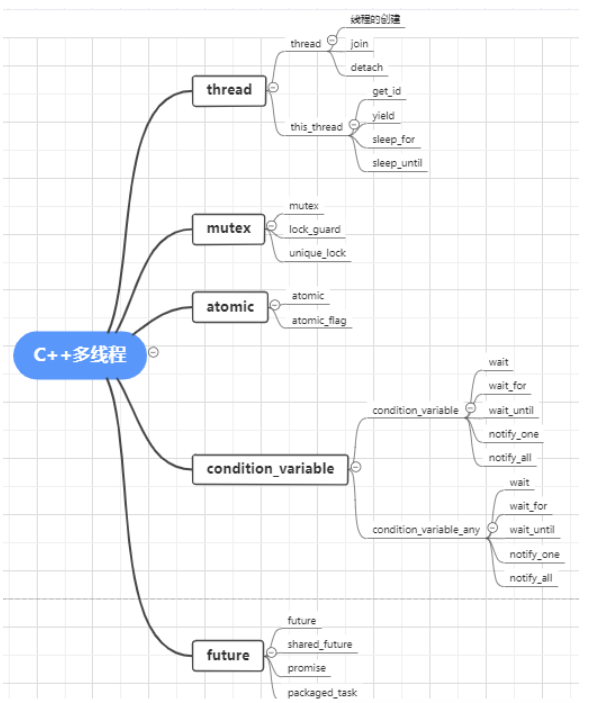 线程的创建
thread
join
detach
thread
get_id
yield
this_thread
sleep_for
sleep_until
mutex
mutex
lock_guard
unique_lock
atomic
atomic
atomic_flag
C++多线程
wait
wait_for
condition_variable
wait_until
notify_one
notify_all
condition_variable
wait
wait_for
condition_variable_any
wait_until
notify_one
notify_all
future
shared_future
future
promise
packaged_task